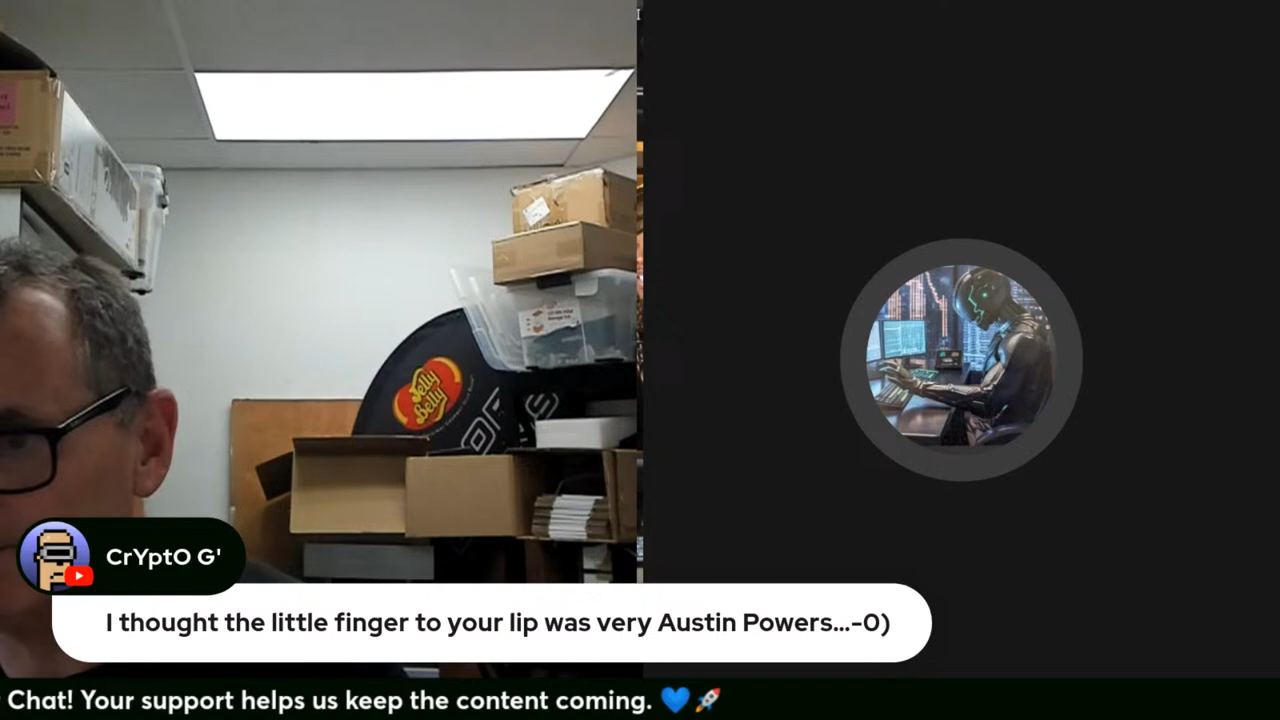 Jelly
Belly
CrYptO G'
I thought the little finger to your lip was very Austin Powers...-O)
Chat! Your support helps us keep the content coming. 💙🚀